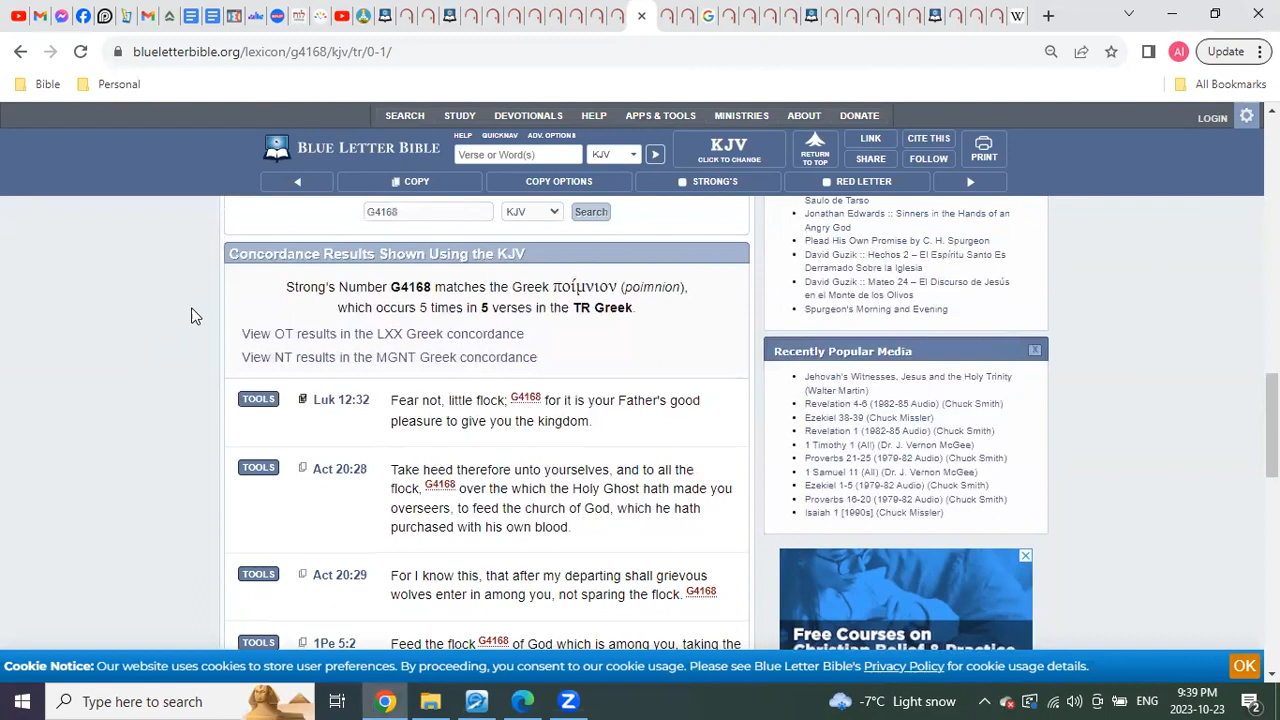 blueletterbible.org/lexicon/g4168/kjv/tr/0-1/
AI
Update
Bible
Personal
All Bookmarks
SEARCH STUDY DEVOTIONALS HELP APPS & TOOLS MINISTRIES ABOUT DONATE
LOGIN
BLUE LETTER BIBLE
HELP QUICKNAV ADV. OPTIONS
Verse or Word(s)
KJV
KJV
CLICK TO CHANGE
RETURN
TO TOP
LINK
CITE THIS
SHARE
FOLLOW
PRINT
COPY
COPY OPTIONS
STRONG'S
RED LETTER
G4168
KJV
Search
Concordance Results Shown Using the KJV
Strong's Number G4168 matches the Greek ποίμνιον (poimnion),
which occurs 5 times in 5 verses in the TR Greek.
View OT results in the LXX Greek concordance
View NT results in the MGNT Greek concordance
TOOLS
Luk 12:32
Fear not, little flock; G4168 for it is your Father's good
pleasure to give you the kingdom.
TOOLS
Act 20:28
Take heed therefore unto yourselves, and to all the
flock, G4168 over the which the Holy Ghost hath made you
overseers, to feed the church of God, which he hath
purchased with his own blood.
TOOLS
Act 20:29
For I know this, that after my departing shall grievous
wolves enter in among you, not sparing the flock. G4168
TOOLS
1Pe 5:2
Feed the flock G4168 of God which is among you, taking the
Saulo de Tarso
Jonathan Edwards :: Sinners in the Hands of an
Angry God
Plead His Own Promise by C. H. Spurgeon
David Guzik :: Hechos 2 – El Espíritu Santo Es
Derramado Sobre la Iglesia
David Guzik :: Mateo 24 – El Discurso de Jesús
en el Monte de los Olivos
Spurgeon's Morning and Evening
Recently Popular Media
x
Jehovah's Witnesses, Jesus and the Holy Trinity
(Walter Martin)
Revelation 4-6 (1982-85 Audio) (Chuck Smith)
Ezekiel 38-39 (Chuck Missler)
Revelation 1 (1982-85 Audio) (Chuck Smith)
1 Timothy 1 (All) (Dr. J. Vernon McGee)
Proverbs 21-25 (1979-82 Audio) (Chuck Smith)
1 Samuel 11 (All) (Dr. J. Vernon McGee)
Ezekiel 1-5 (1979-82 Audio) (Chuck Smith)
Proverbs 16-20 (1979-82 Audio) (Chuck Smith)
Isaiah 1 [1990s] (Chuck Missler)
Free Courses on
Christian Belief & Practice
Cookie Notice: Our website uses cookies to store user preferences. By proceeding, you consent to our cookie usage. Please see Blue Letter Bible's Privacy Policy for cookie usage details.
OK
Type here to search
-7°C Light snow
ENG
9:39 PM
2023-10-23
2